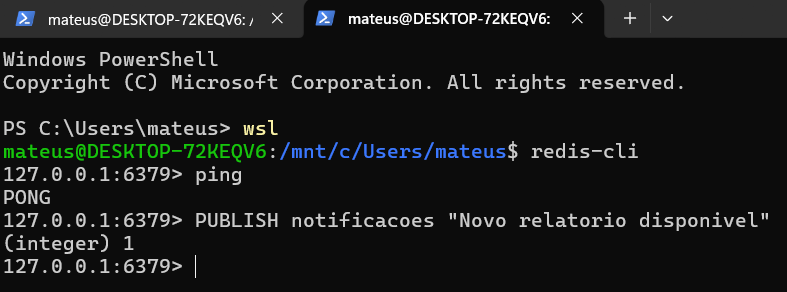 mateus@DESKTOP-72KEQV6: / mateus@DESKTOP-72KEQV6:
Windows PowerShell
Copyright (C) Microsoft Corporation. All rights reserved.
PS C:\Users\mateus> wsl
mateus@DESKTOP-72KEQV6:/mnt/c/Users/mateus$ redis-cli
127.0.0.1:6379> ping
PONG
127.0.0.1:6379> PUBLISH notificacoes "Novo relatorio disponivel"
(integer) 1
127.0.0.1:6379>